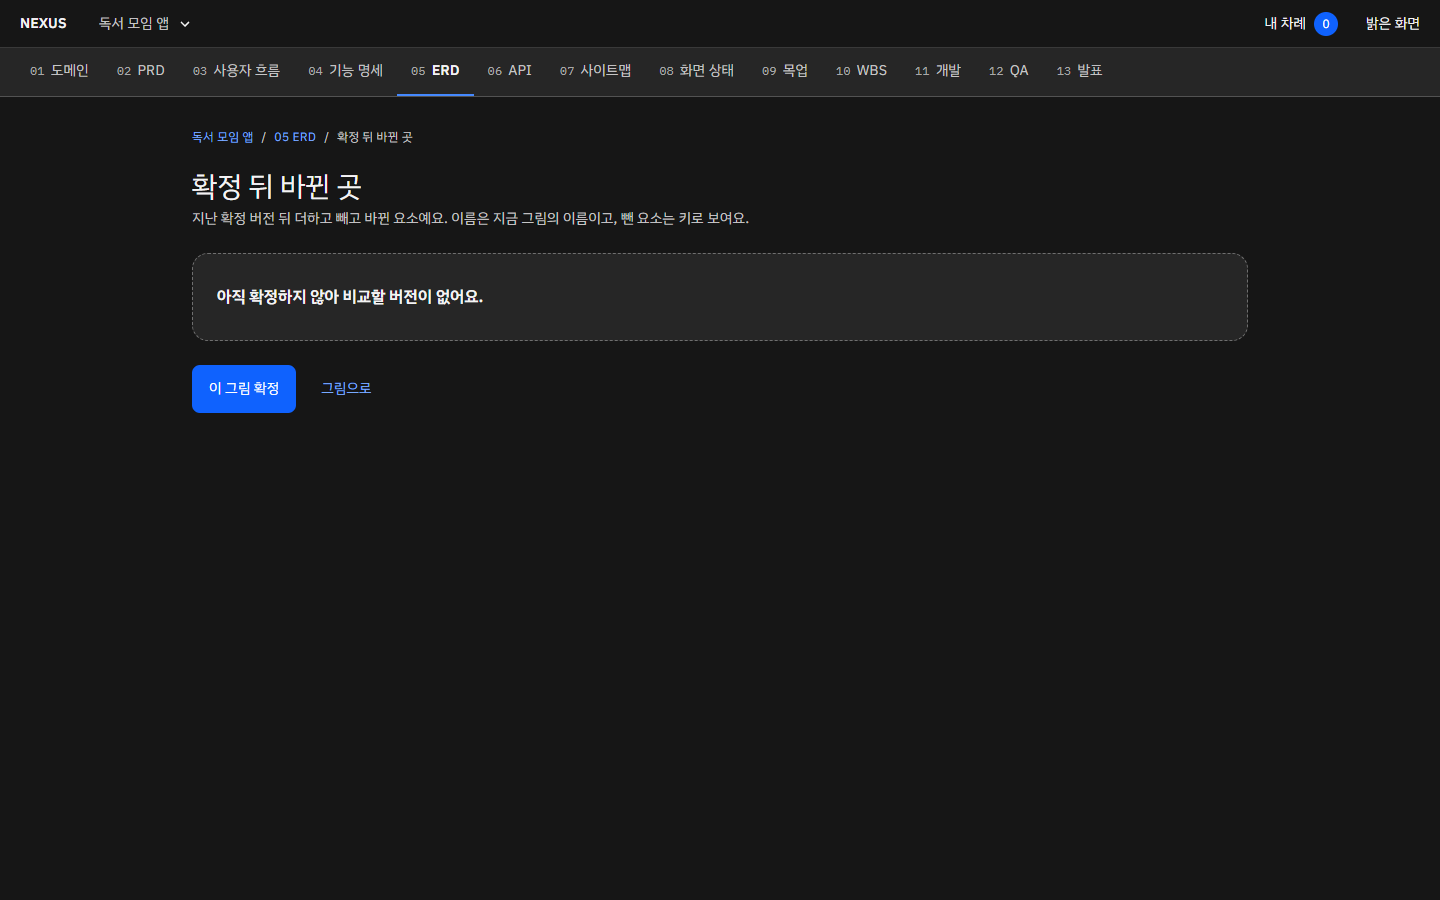 NEXUS 독서 모임 앱 내 차례 0 밝은 화면
01 도메인 02 PRD 03 사용자 흐름 04 기능 명세 05 ERD 06 API 07 사이트맵 08 화면 상태 09 목업 10 WBS 11 개발 12 QA 13 발표
독서 모임 앱 / 05 ERD / 확정 뒤 바뀐 곳
확정 뒤 바뀐 곳
지난 확정 버전 뒤 더하고 빼고 바뀐 요소예요. 이름은 지금 그림의 이름이고, 뺀 요소는 키로 보여요.
아직 확정하지 않아 비교할 버전이 없어요.
이 그림 확정 그림으로